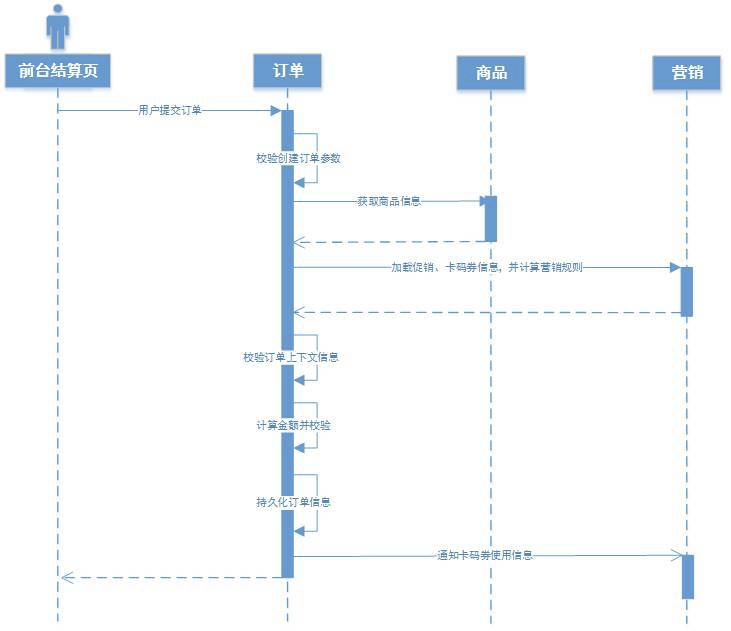 前台结算页
订单
商品
营销
用户提交订单
校验创建订单参数
获取商品信息
加载促销、卡码券信息，并计算营销规则
校验订单上下文信息
计算金额并校验
持久化订单信息
通知卡码券使用信息